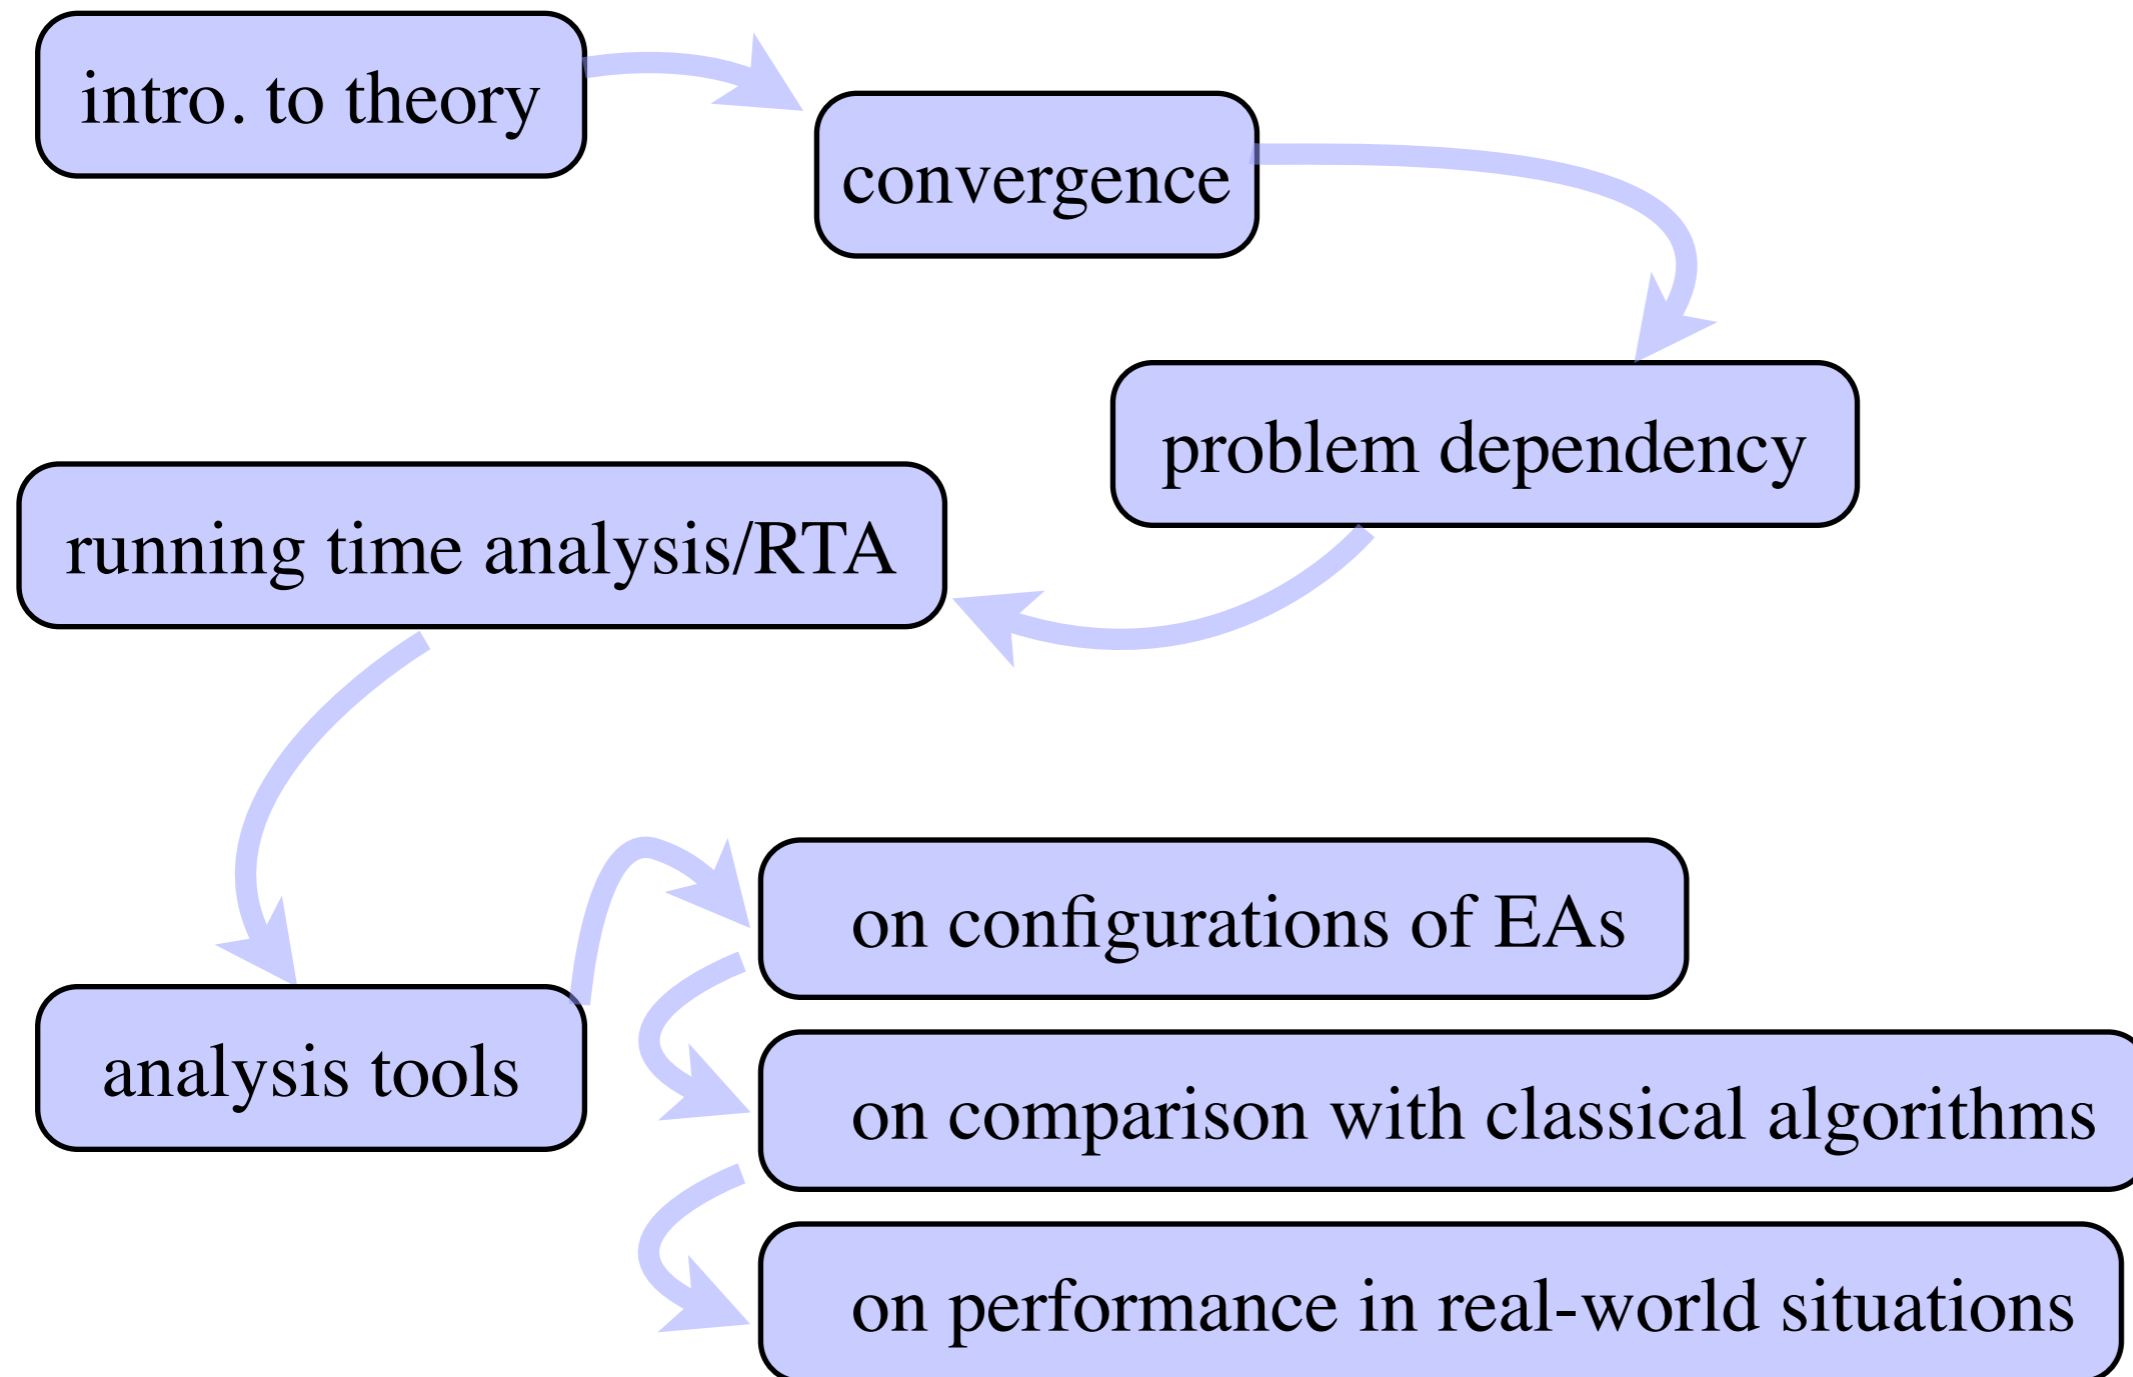 intro. to theory
convergence
problem dependency
running time analysis/RTA
analysis tools
on configurations of EAs
on comparison with classical algorithms
on performance in real-world situations